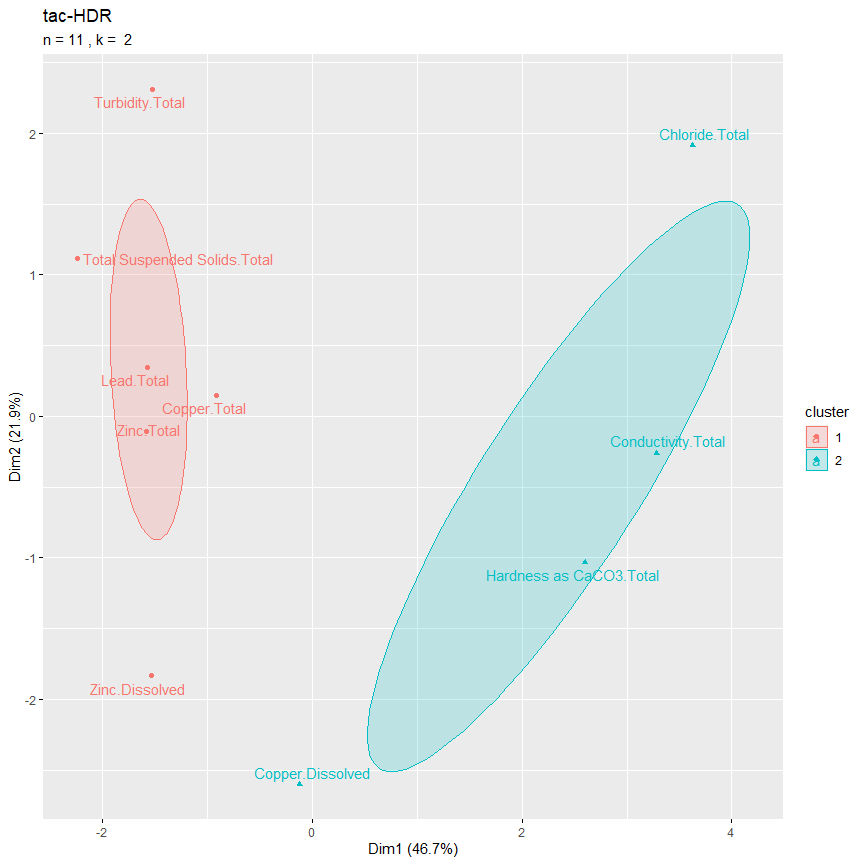 tac-HDR
n = 11 , k =  2
Turbidity.Total
Chloride.Total
Total Suspended Solids.Total
Lead.Total
Copper.Total
Zinc.Total
Conductivity.Total
Hardness as CaCO3.Total
Zinc.Dissolved
Copper.Dissolved
2
1
0
-1
-2
Dim2 (21.9%)
-2
0
2
4
Dim1 (46.7%)
cluster
a 1
a 2